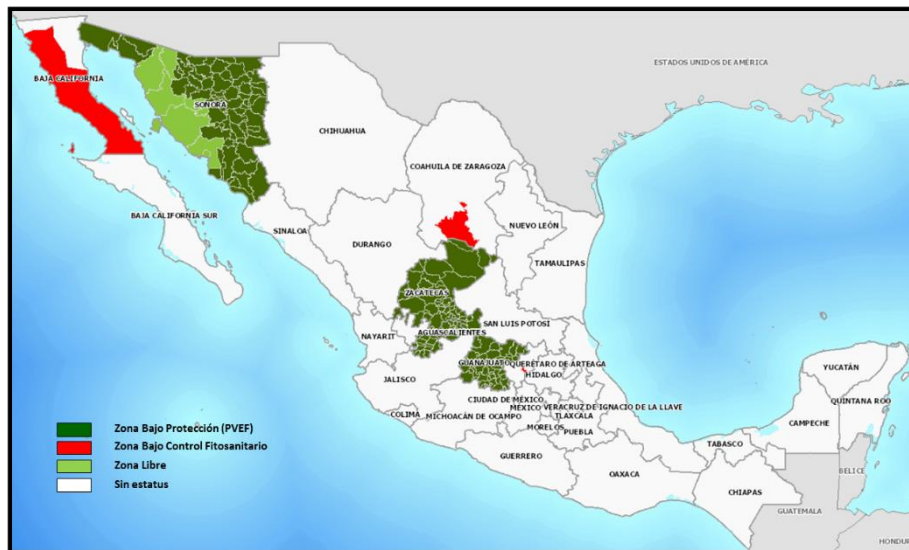 ESTADOS UNIDOS DE AMÉRICA
BAJA CALIFORNIA
SONORA
CHIHUAHUA
COAHUILA DE ZARAGOZA
BAJA CALIFORNIA SUR
SINALOA
DURANGO
NUEVO LEÓN
TAMAULIPAS
ZACATECAS
SAN LUIS POTOSI
NAYARIT
AGUASCALIENTES
GUANAJUATO
QUERÉTARO DE ARTEAGA
HIDALGO
JALISCO
CIUDAD DE MÉXICO
COLIMA
MICHOACÁN DE OCAMPO
MÉXICO
VERACRUZ DE IGNACIO DE LA LLAVE
TLAXCALA
MORELOS
PUEBLA
GUERRERO
OAXACA
TABASCO
CHIAPAS
CAMPECHE
YUCATÁN
QUINTANA ROO
BELICE
GUATEMALA
HONDUR
Zona Bajo Protección (PVEF)
Zona Bajo Control Fitosanitario
Zona Libre
Sin estatus